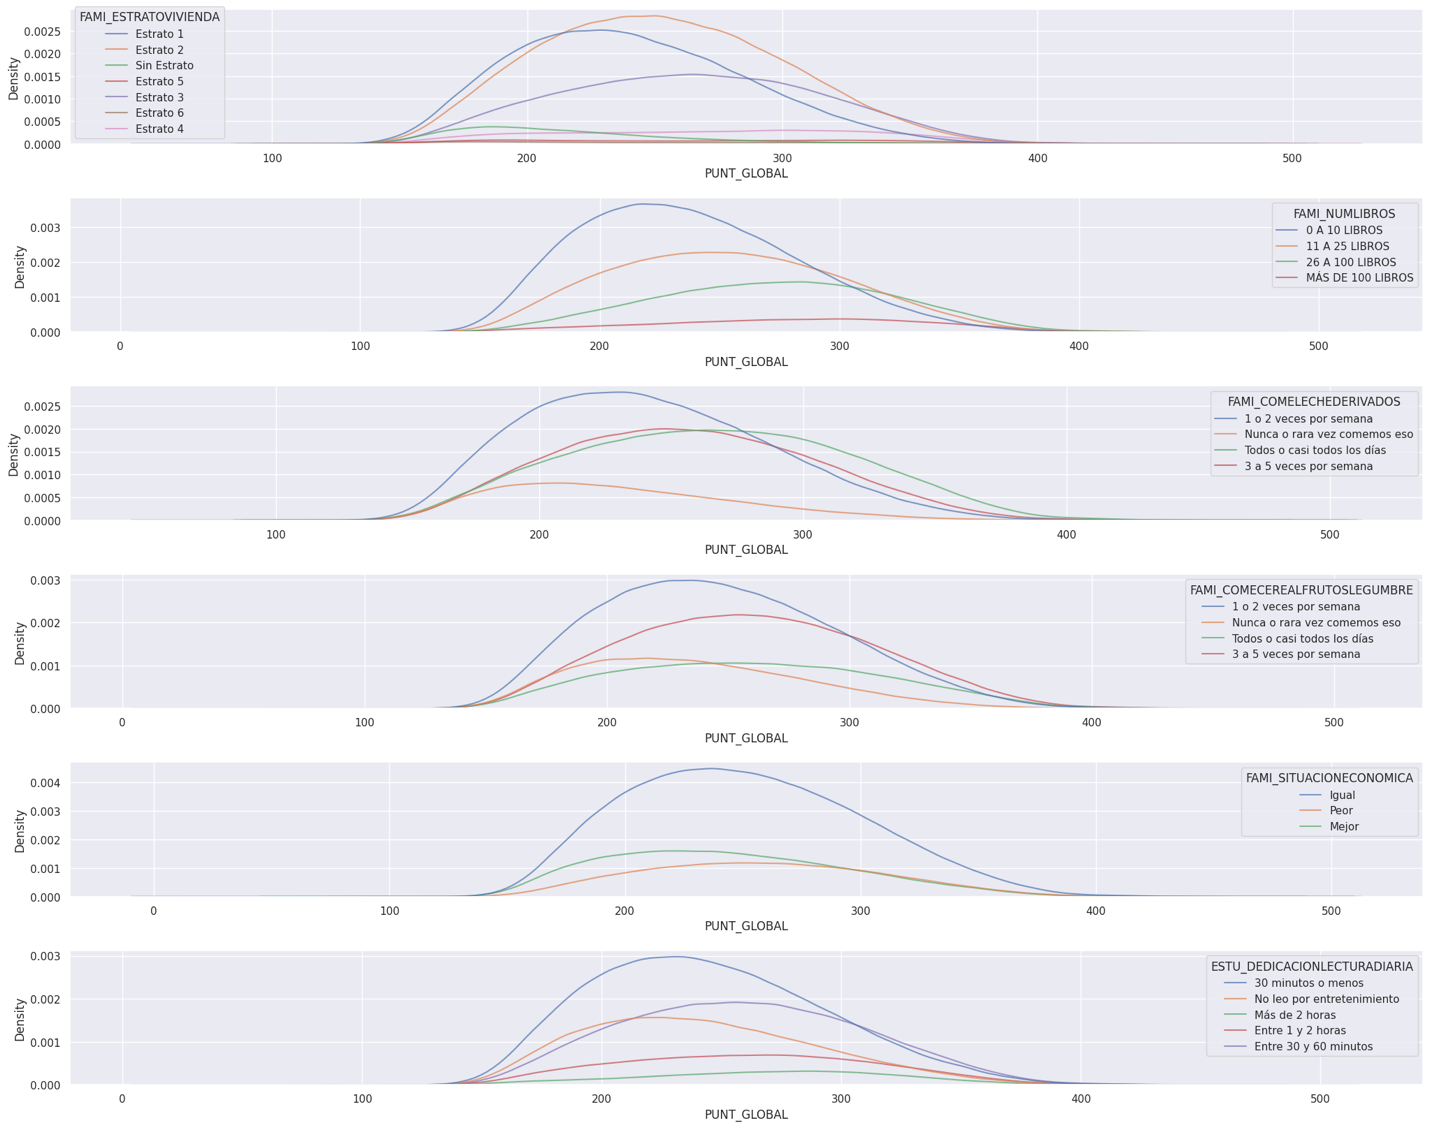 FAMI_ESTRATOVIVIENDA
Estrato 1
Estrato 2
Sin Estrato
Estrato 5
Estrato 3
Estrato 6
Estrato 4
Density
0.0025
0.0020
0.0015
0.0010
0.0005
0.0000
100 200 300 400 500
PUNT_GLOBAL
FAMI_NUMLIBROS
0 A 10 LIBROS
11 A 25 LIBROS
26 A 100 LIBROS
MÁS DE 100 LIBROS
Density
0.003
0.002
0.001
0.000
0 100 200 300 400 500
PUNT_GLOBAL
FAMI_COMELECHEDERIVADOS
1 o 2 veces por semana
Nunca o rara vez comemos eso
Todos o casi todos los días
3 a 5 veces por semana
Density
0.0025
0.0020
0.0015
0.0010
0.0005
0.0000
100 200 300 400 500
PUNT_GLOBAL
FAMI_COMECEREALFRUTOSLEGUMBRE
1 o 2 veces por semana
Nunca o rara vez comemos eso
Todos o casi todos los días
3 a 5 veces por semana
Density
0.003
0.002
0.001
0.000
0 100 200 300 400 500
PUNT_GLOBAL
FAMI_SITUACIONECONOMICA
Igual
Peor
Mejor
Density
0.004
0.003
0.002
0.001
0.000
0 100 200 300 400 500
PUNT_GLOBAL
ESTU_DEDICACIONLECTURADIARIA
30 minutos o menos
No leo por entretenimiento
Más de 2 horas
Entre 1 y 2 horas
Entre 30 y 60 minutos
Density
0.003
0.002
0.001
0.000
0 100 200 300 400 500
PUNT_GLOBAL